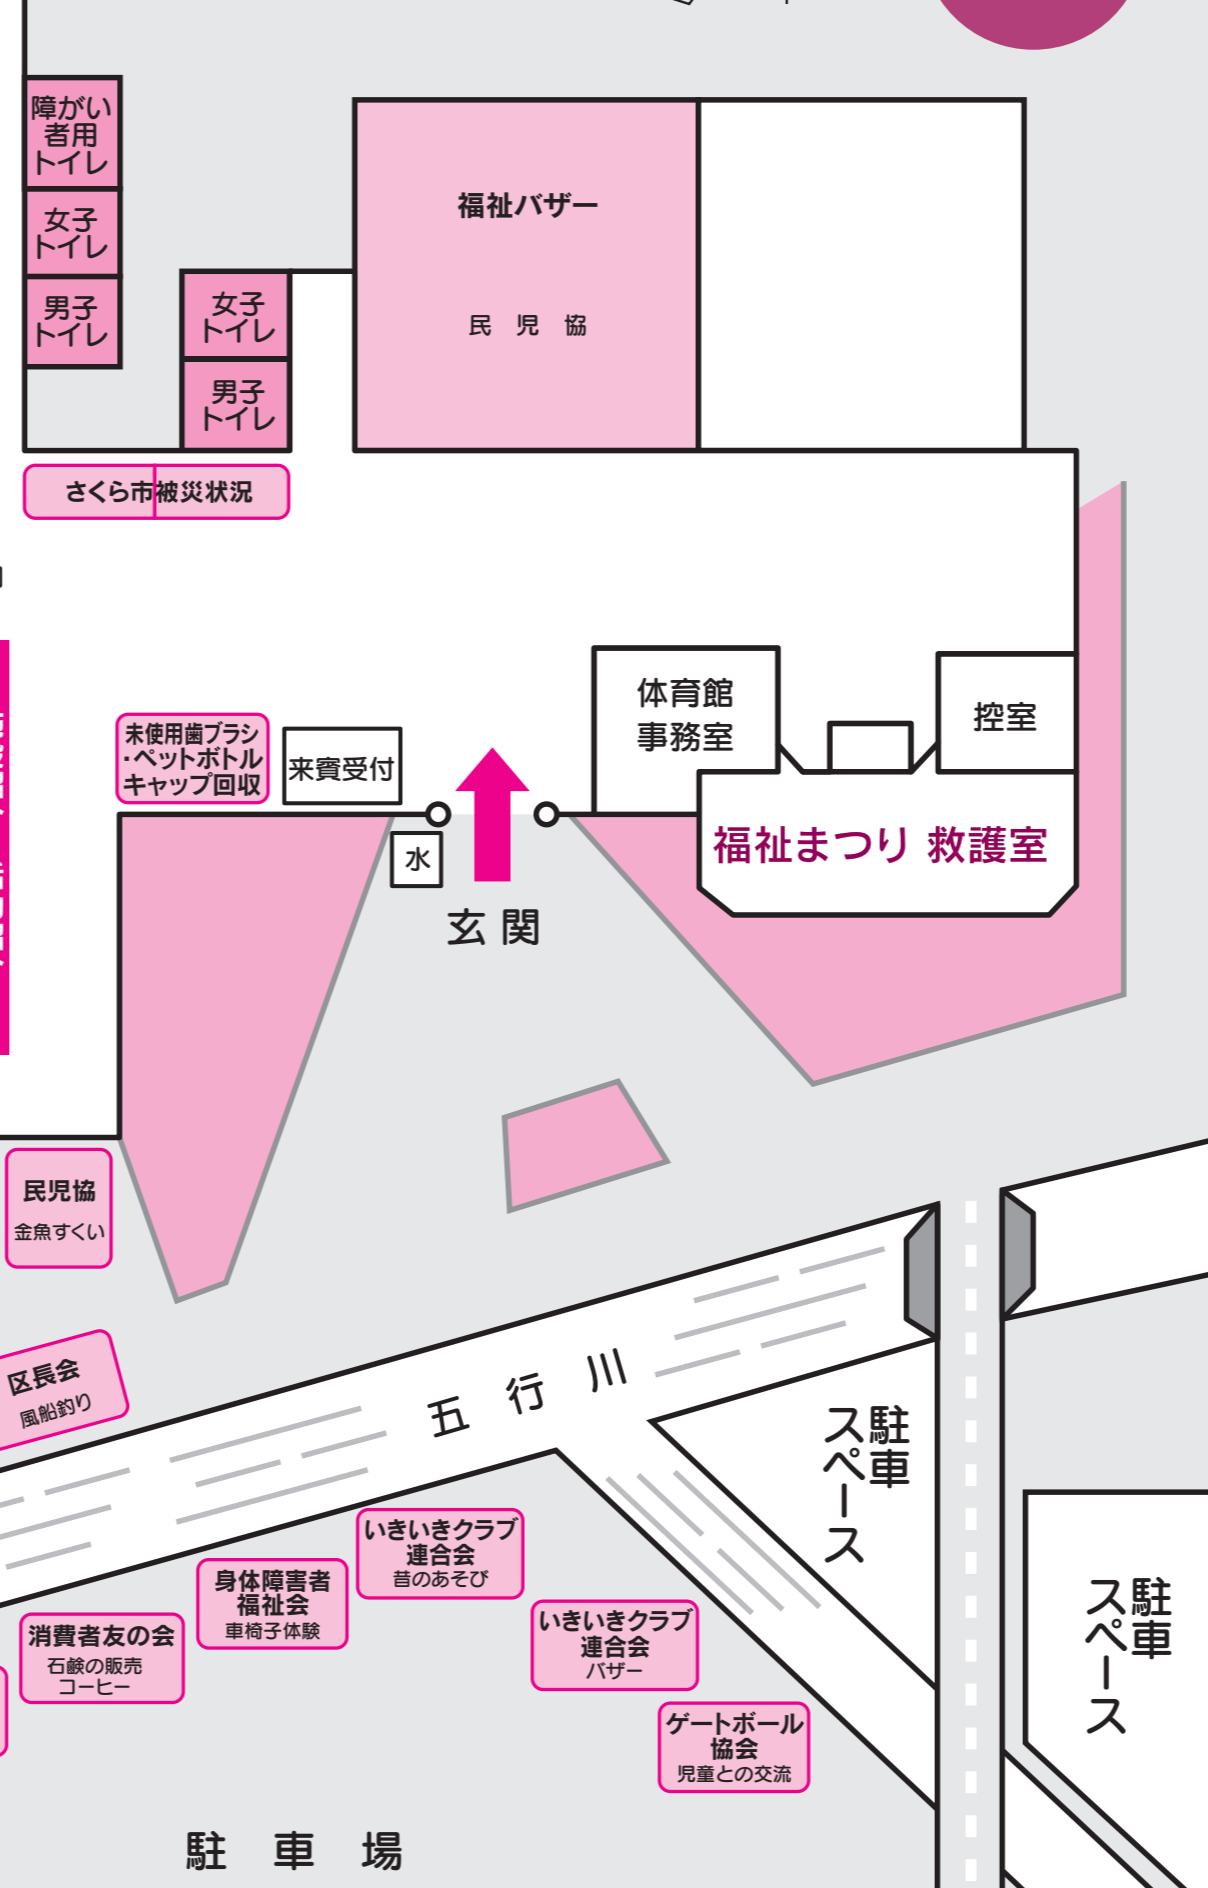 障がい
者用
トイレ
女子
トイレ
男子
トイレ
女子
トイレ
男子
トイレ
福祉バザー
民 児 協
さくら市被災状況
体育館
事務室
控室
未使用歯ブラシ
・ペットボトル
キャップ回収
来賓受付
水
玄関
福祉まつり 救護室
民児協
金魚すくい
区長会
風船釣り
五行川
駐車
スペース
駐車
スペース
いきいきクラブ
連合会
昔のあそび
身体障害者
福祉会
車椅子体験
消費者友の会
石鹸の販売
コーヒー
いきいきクラブ
連合会
バザー
ゲートボール
協会
児童との交流
駐車場